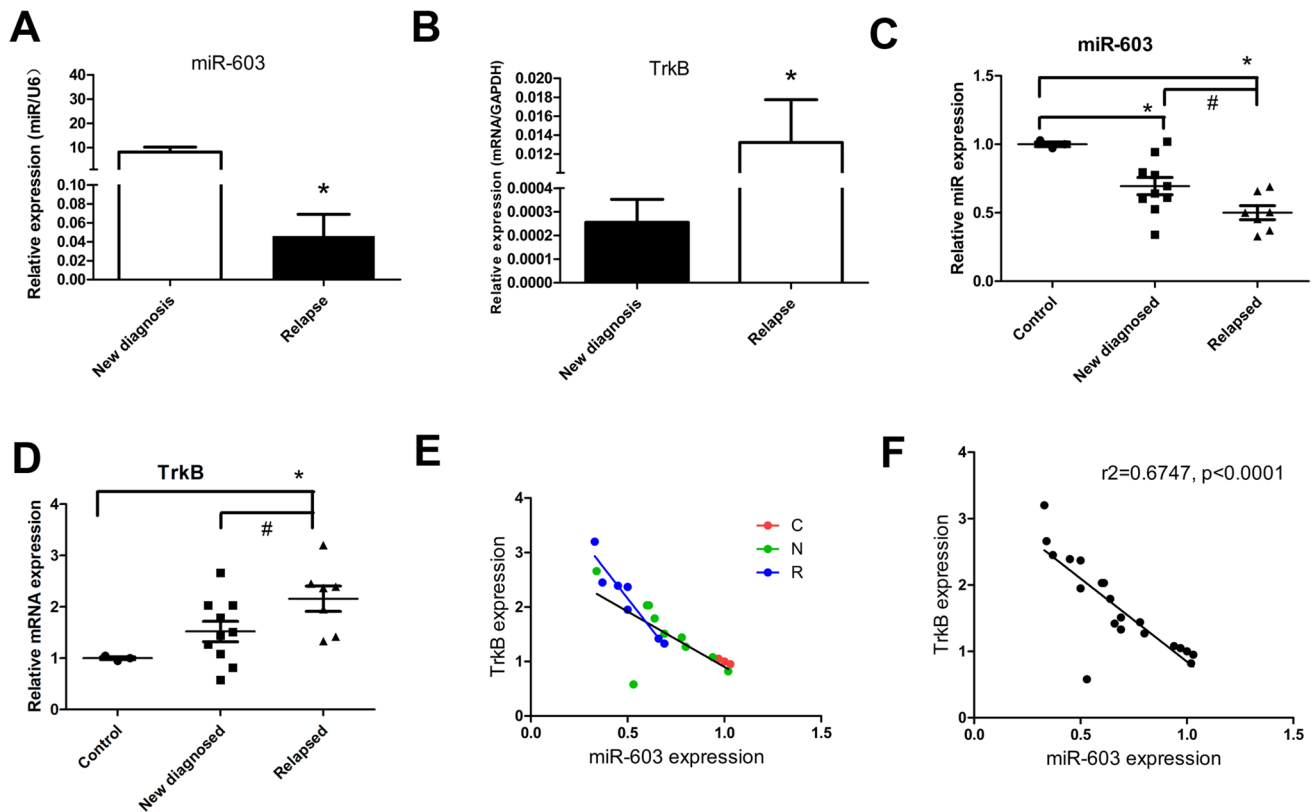 A
miR-603
Relative expression (miR/U6)
40
30
20
10
0.10
0.08
0.06
0.04
0.02
0.00
*
New diagnosis
Relapse
B
TrkB
Relative expression (mRNA/GAPDH)
0.020
0.018
0.016
0.014
0.012
0.0004
0.0003
0.0002
0.0001
0.0000
*
New diagnosis
Relapse
C
miR-603
Relative miR expression
1.5
1.0
0.5
0.0
*
#
*
Control
New diagnosed
Relapsed
D
TrkB
Relative mRNA expression
4
3
2
1
0
*
#
Control
New diagnosed
Relapsed
E
TrkB expression
4
3
2
1
0
C
N
R
0.0
0.5
1.0
1.5
miR-603 expression
F
r2=0.6747, p<0.0001
TrkB expression
4
3
2
1
0
0.0
0.5
1.0
1.5
miR-603 expression